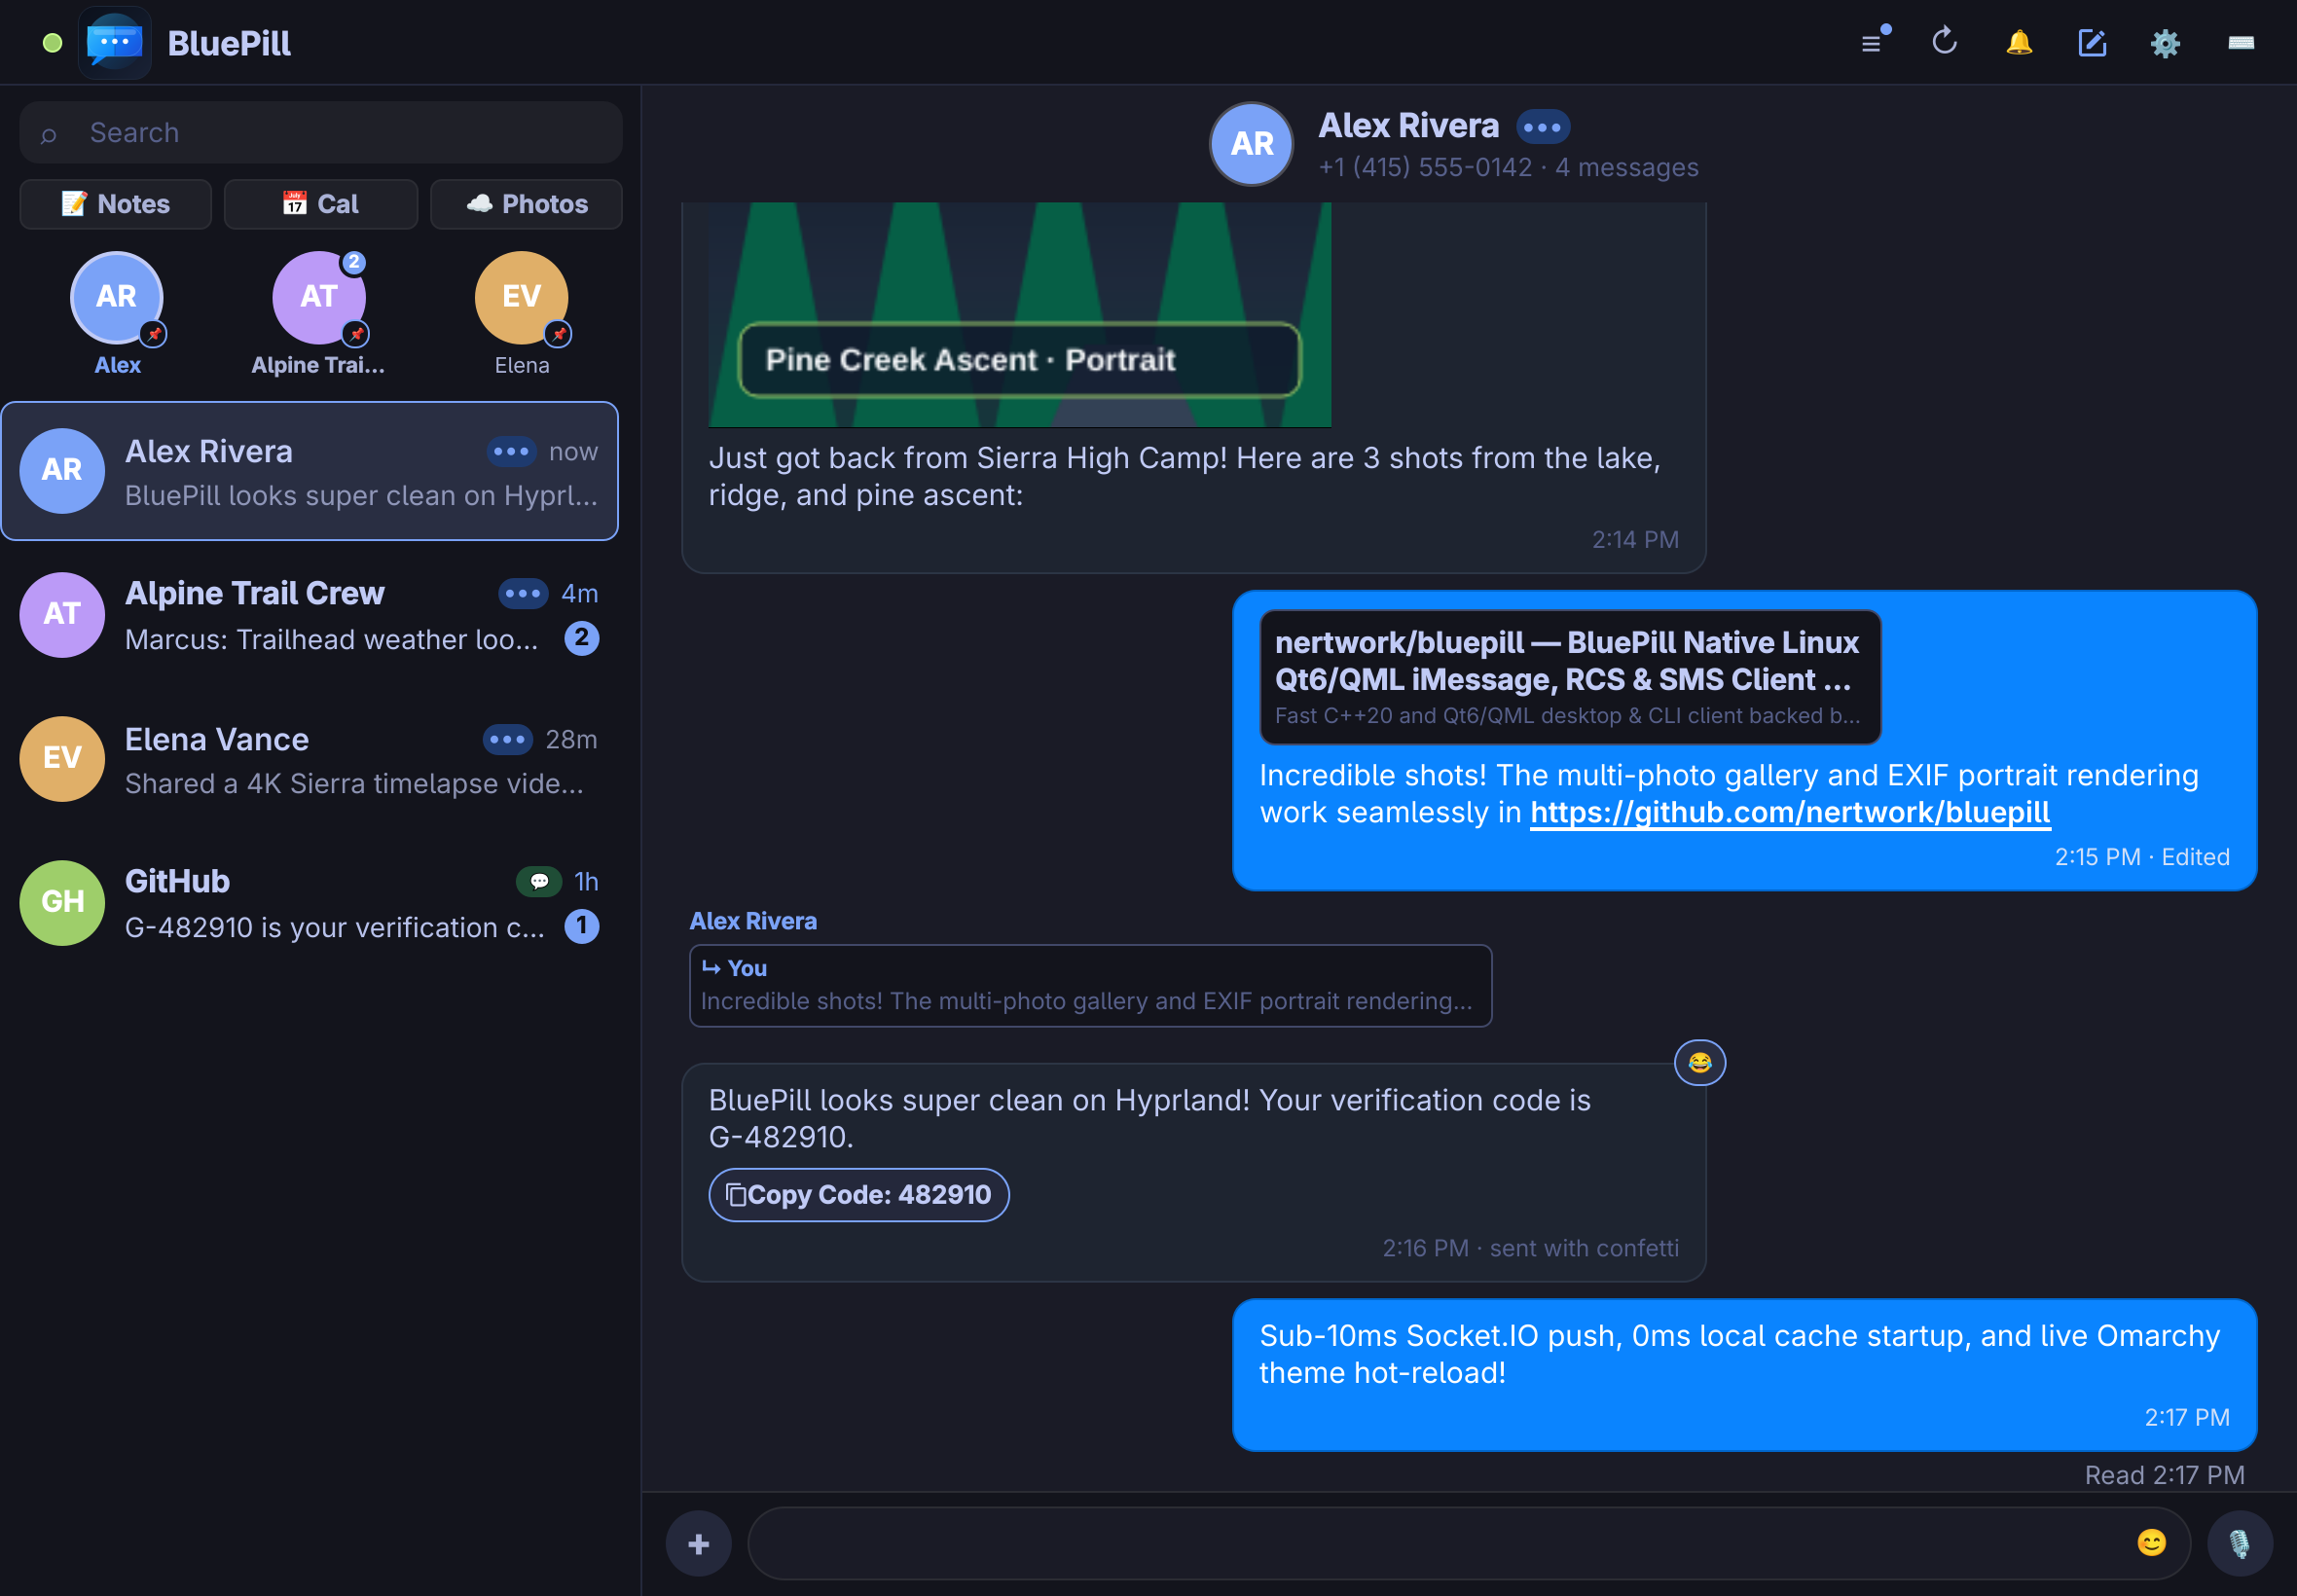 BluePill
Search
📝 Notes
📅 Cal
☁️ Photos
AR
Alex
AT
2
Alpine Trai...
EV
Elena
AR
Alex Rivera
now
BluePill looks super clean on Hyprl...
AT
Alpine Trail Crew
4m
Marcus: Trailhead weather loo...
2
EV
Elena Vance
28m
Shared a 4K Sierra timelapse vide...
GH
GitHub
1h
G-482910 is your verification c...
1
AR
Alex Rivera
+1 (415) 555-0142 · 4 messages
Pine Creek Ascent · Portrait
Just got back from Sierra High Camp! Here are 3 shots from the lake,
ridge, and pine ascent:
2:14 PM
nertwork/bluepill — BluePill Native Linux
Qt6/QML iMessage, RCS & SMS Client ...
Fast C++20 and Qt6/QML desktop & CLI client backed b...
Incredible shots! The multi-photo gallery and EXIF portrait rendering
work seamlessly in https://github.com/nertwork/bluepill
2:15 PM · Edited
Alex Rivera
↪ You
Incredible shots! The multi-photo gallery and EXIF portrait rendering...
😂
BluePill looks super clean on Hyprland! Your verification code is
G-482910.
Copy Code: 482910
2:16 PM · sent with confetti
Sub-10ms Socket.IO push, 0ms local cache startup, and live Omarchy
theme hot-reload!
2:17 PM
Read 2:17 PM